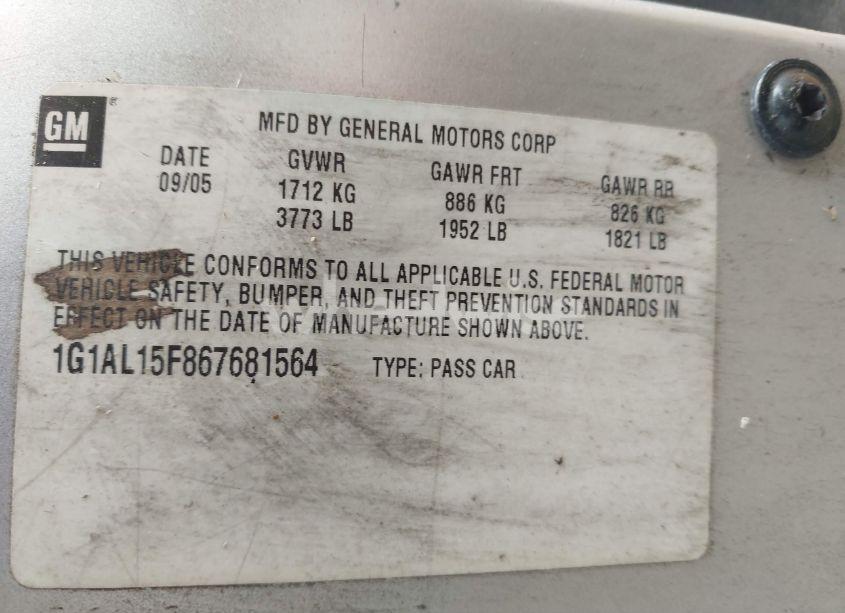 GM
MFD BY GENERAL MOTORS CORP
DATE GVWR GAWR FRT GAWR RR
09/05 1712 KG 886 KG 826 KG
3773 LB 1952 LB 1821 LB
THIS VEHICLE CONFORMS TO ALL APPLICABLE U.S. FEDERAL MOTOR
VEHICLE SAFETY, BUMPER, AND THEFT PREVENTION STANDARDS IN
EFFECT ON THE DATE OF MANUFACTURE SHOWN ABOVE.
1G1AL15F867681564 TYPE: PASS CAR